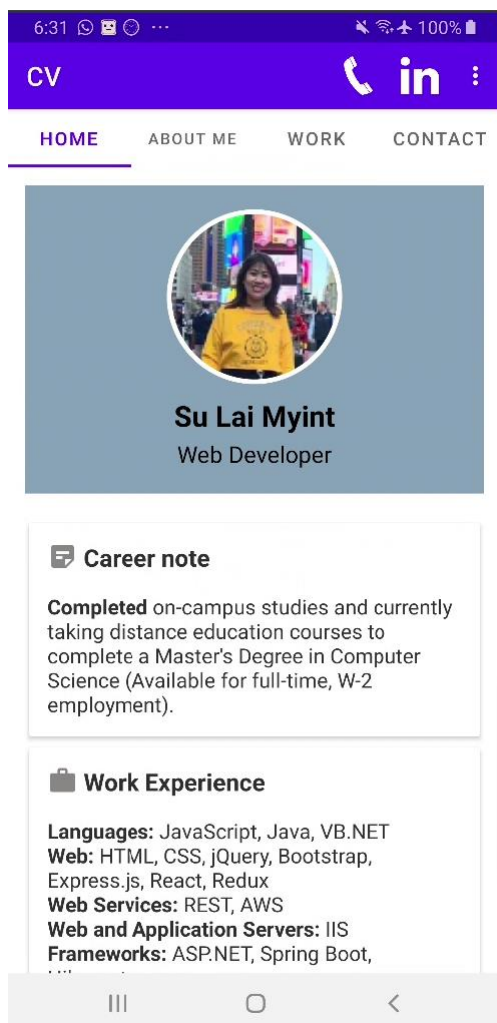 6:31 ... 100%
CV in
HOME ABOUT ME WORK CONTACT
Su Lai Myint
Web Developer
Career note
Completed on-campus studies and currently
taking distance education courses to
complete a Master's Degree in Computer
Science (Available for full-time, W-2
employment).
Work Experience
Languages: JavaScript, Java, VB.NET
Web: HTML, CSS, jQuery, Bootstrap,
Express.js, React, Redux
Web Services: REST, AWS
Web and Application Servers: IIS
Frameworks: ASP.NET, Spring Boot,